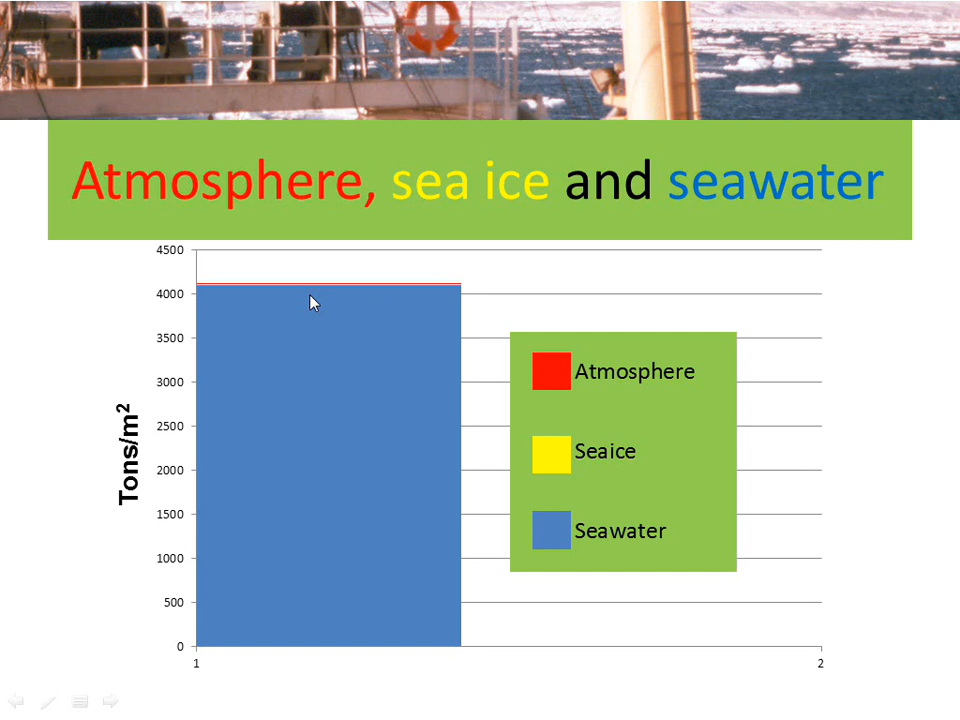 Atmosphere, sea ice and seawater
4500
4000
3500
3000
2500
2000
1500
1000
500
0
Tons/m²
1
2
Atmosphere
Seaice
Seawater